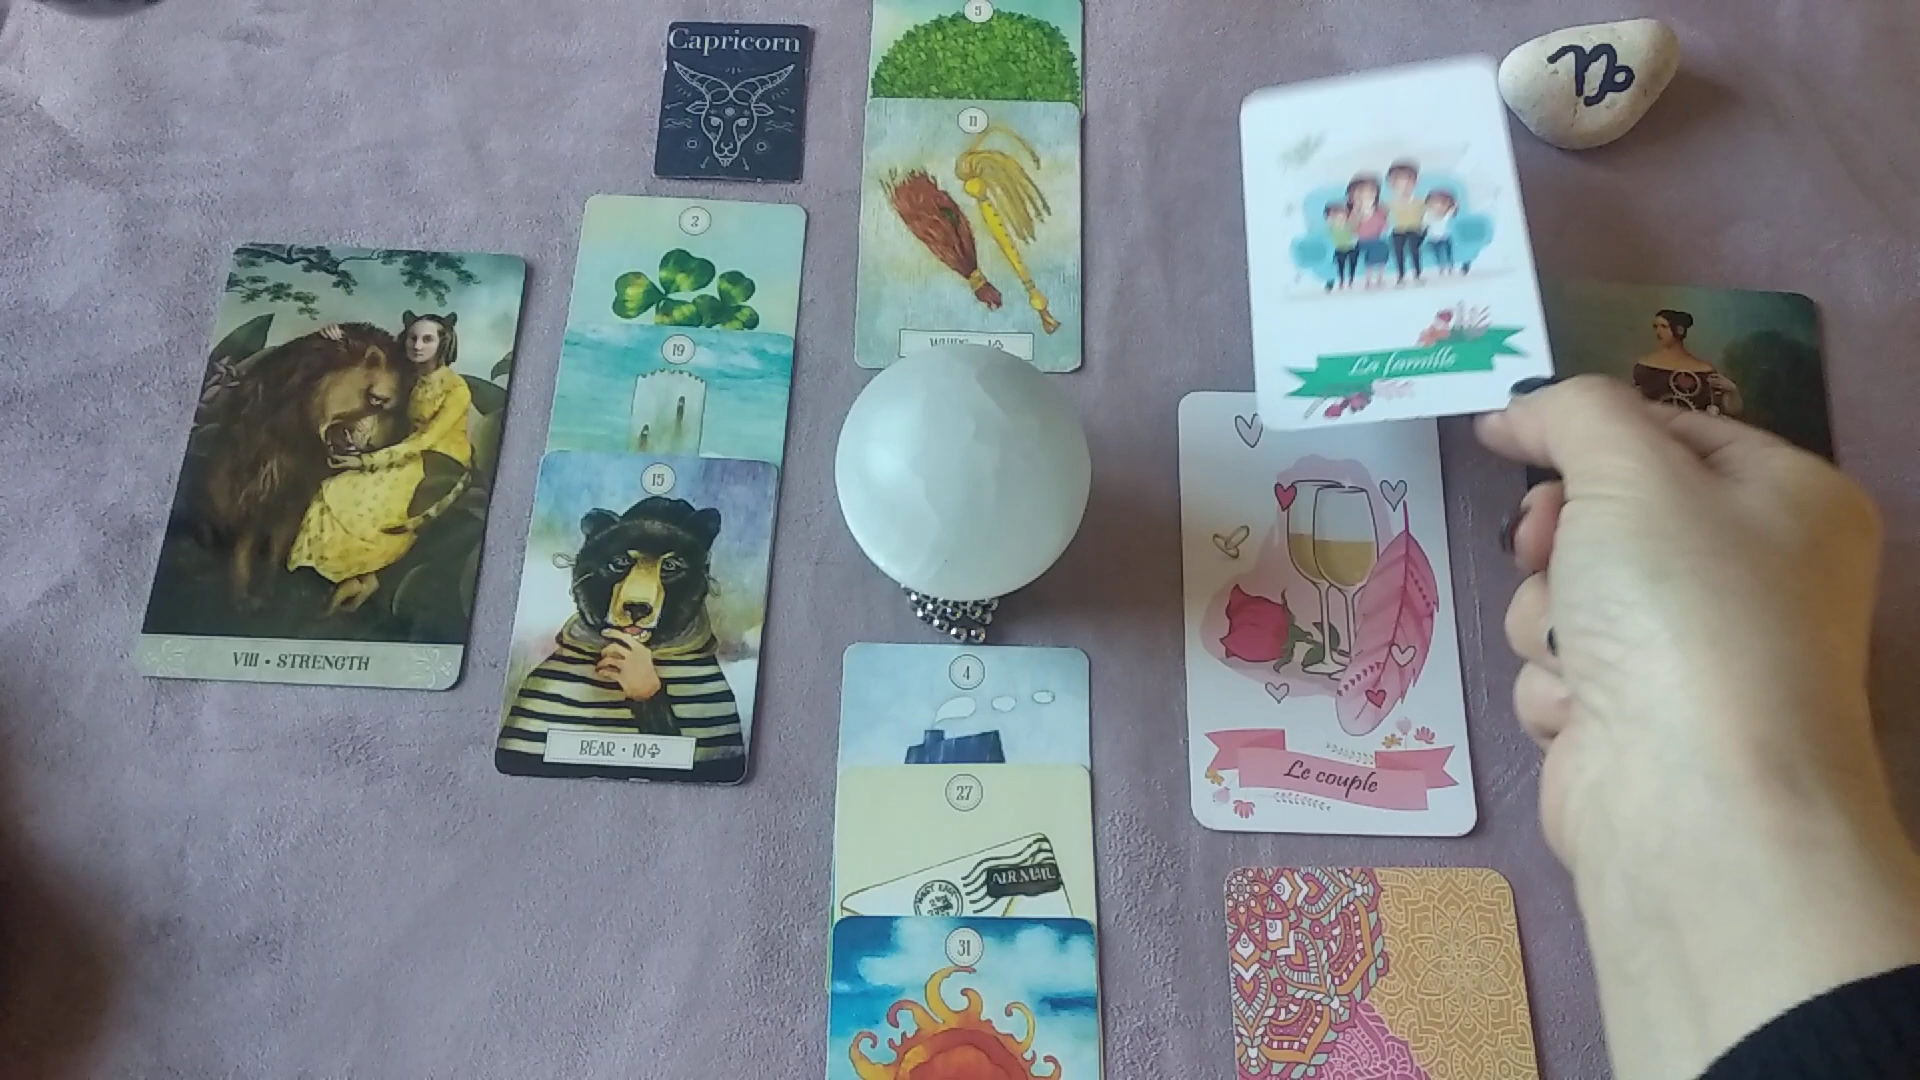 Capricorn
5
11
2
19
VIII • STRENGTH
15
BEAR • 10♣
La famille
Le couple
4
27
AIR MAIL
31